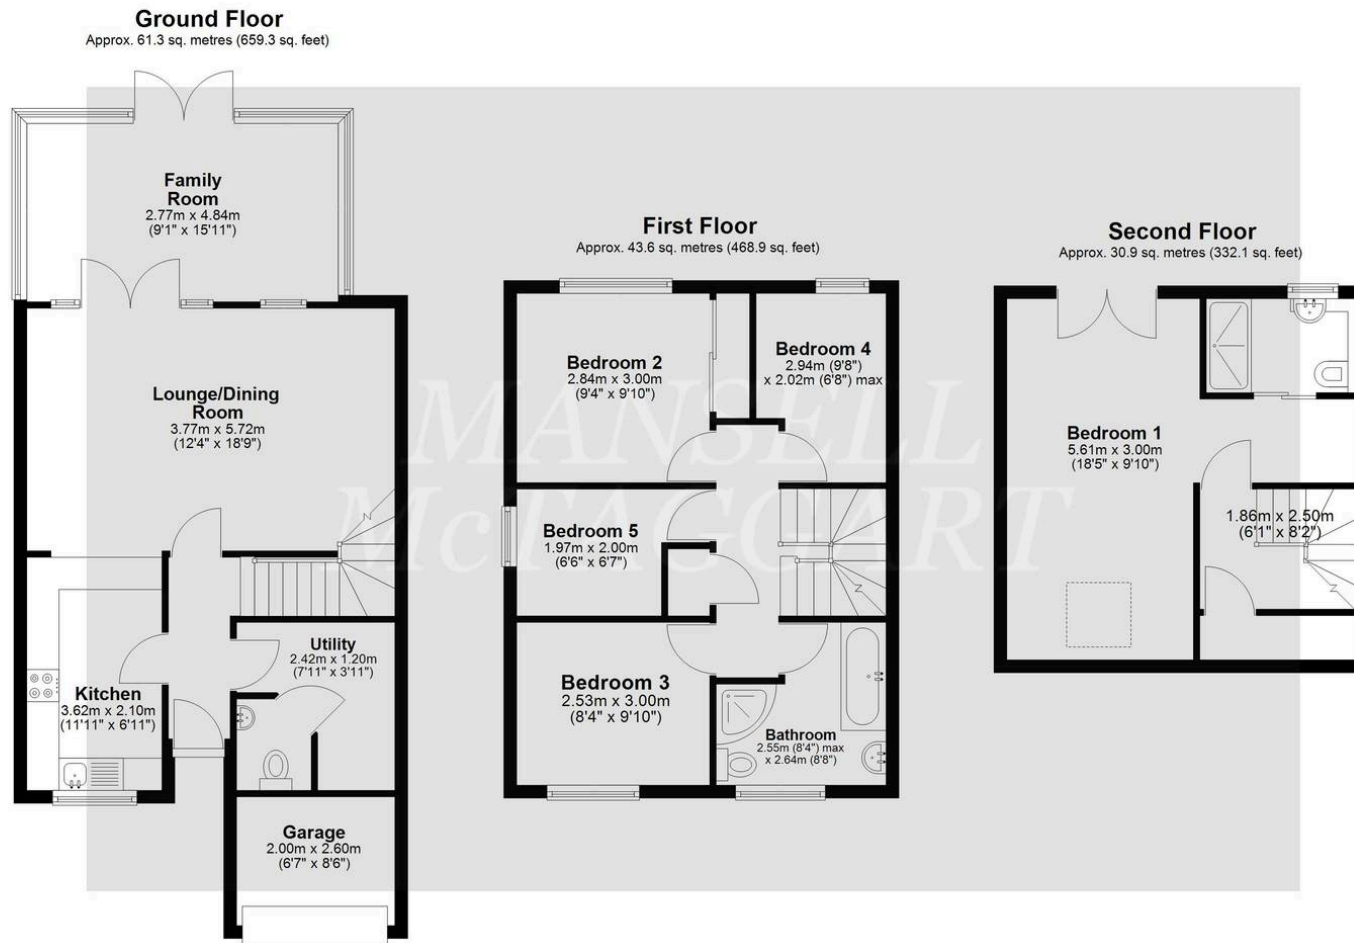 Ground Floor
Approx. 61.3 sq. metres (659.3 sq. feet)
Family
Room
2.77m x 4.84m
(9'1" x 15'11")
Lounge/Dining
Room
3.77m x 5.72m
(12'4" x 18'9")
Kitchen
3.62m x 2.10m
(11'11" x 6'11")
Utility
2.42m x 1.20m
(7'11" x 3'11")
Garage
2.00m x 2.60m
(6'7" x 8'6")
First Floor
Approx. 43.6 sq. metres (468.9 sq. feet)
Bedroom 2
2.84m x 3.00m
(9'4" x 9'10")
Bedroom 4
2.94m (9'8")
x 2.02m (6'8") max
Bedroom 5
1.97m x 2.00m
(6'6" x 6'7")
Bedroom 3
2.53m x 3.00m
(8'4" x 9'10")
Bathroom
2.55m (8'4") max
x 2.64m (8'8")
Second Floor
Approx. 30.9 sq. metres (332.1 sq. feet)
Bedroom 1
5.61m x 3.00m
(18'5" x 9'10")
1.86m x 2.50m
(6'1" x 8'2")
MANSELL
McTAGGART